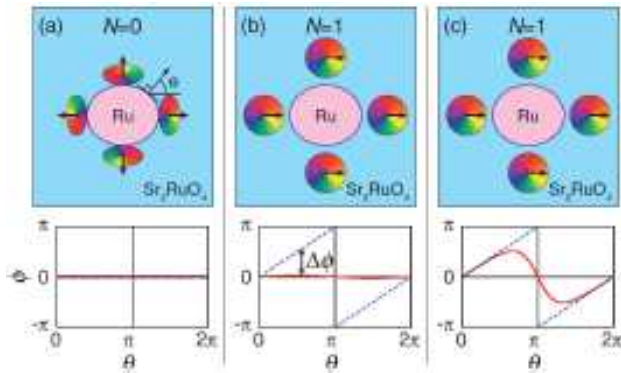 (a) N=0
θ
Ru
Sr₂RuO₄
(b) N=1
Ru
Sr₂RuO₄
(c) N=1
Ru
Sr₂RuO₄
π
0
-π
ϕ
0 π 2π
θ
π
0
-π
Δϕ
0 π 2π
θ
π
0
-π
0 π 2π
θ